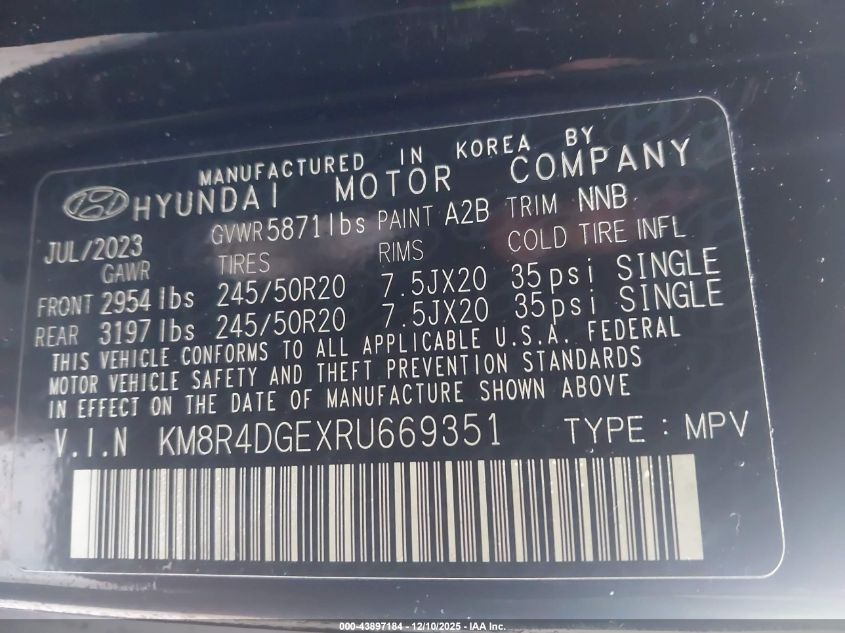 MANUFACTURED IN KOREA BY
HYUNDAI MOTOR COMPANY
JUL/2023 GVWR 5871lbs PAINT A2B TRIM NNB
GAWR TIRES RIMS COLD TIRE INFL
FRONT 2954 lbs 245/50R20 7.5JX20 35psi SINGLE
REAR 3197 lbs 245/50R20 7.5JX20 35psi SINGLE
THIS VEHICLE CONFORMS TO ALL APPLICABLE U.S.A. FEDERAL
MOTOR VEHICLE SAFETY AND THEFT PREVENTION STANDARDS
IN EFFECT ON THE DATE OF MANUFACTURE SHOWN ABOVE
V.I.N KM8R4DGEXRU669351 TYPE : MPV
000-43897184 - 12/10/2025 - IAA Inc.